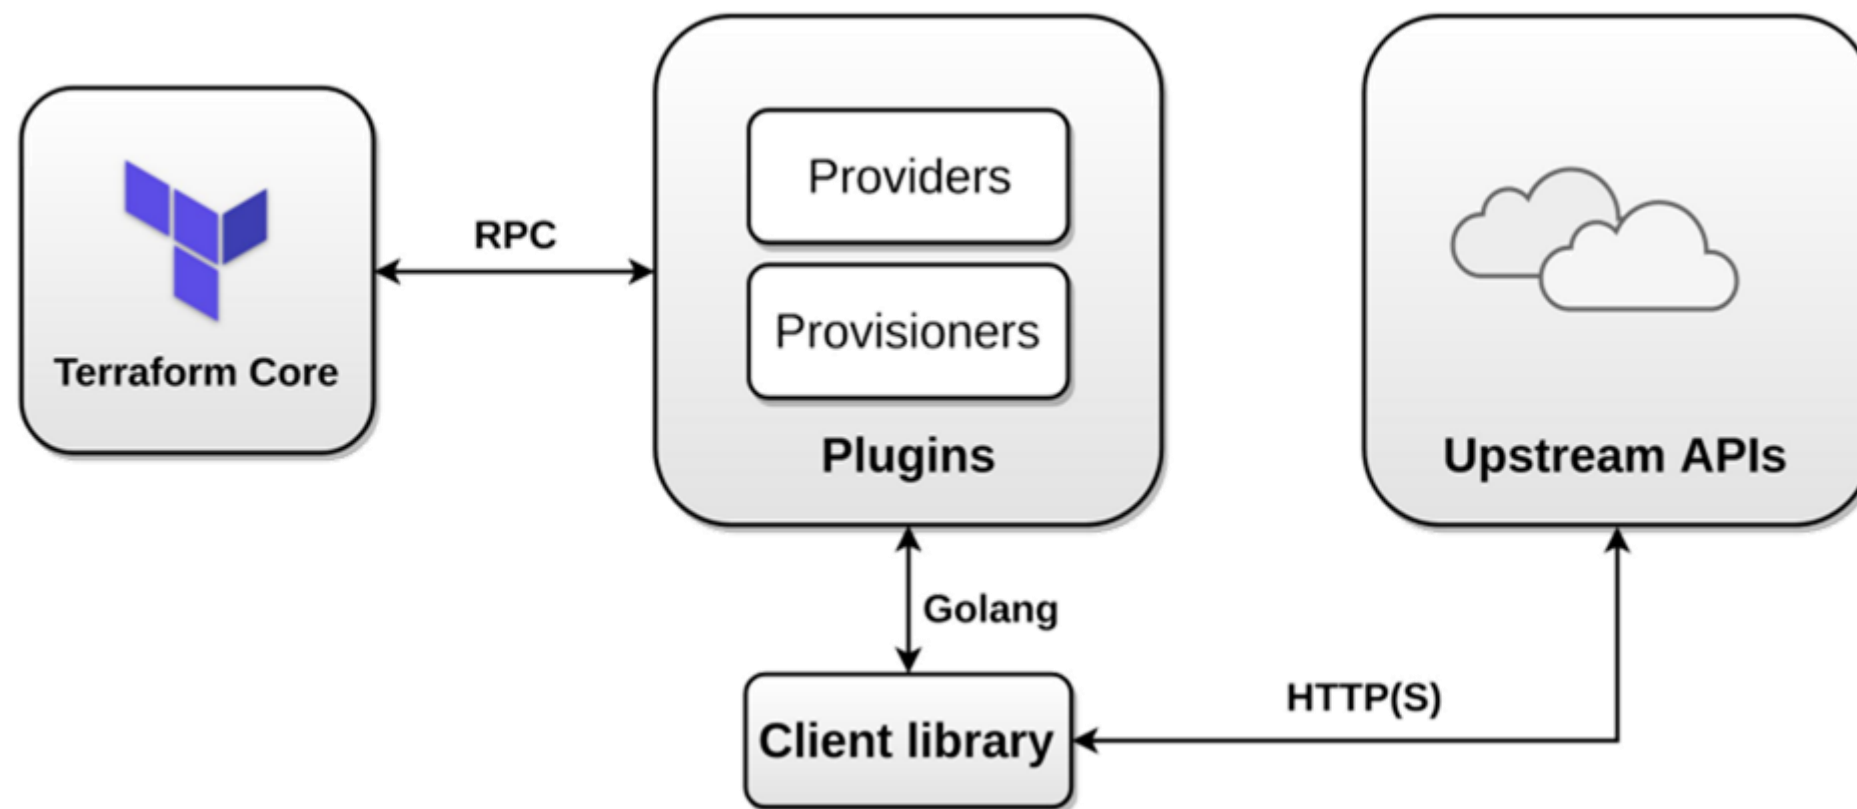 Providers
RPC
Provisioners
Terraform Core
Plugins
Upstream APIs
Golang
HTTP(S)
Client library